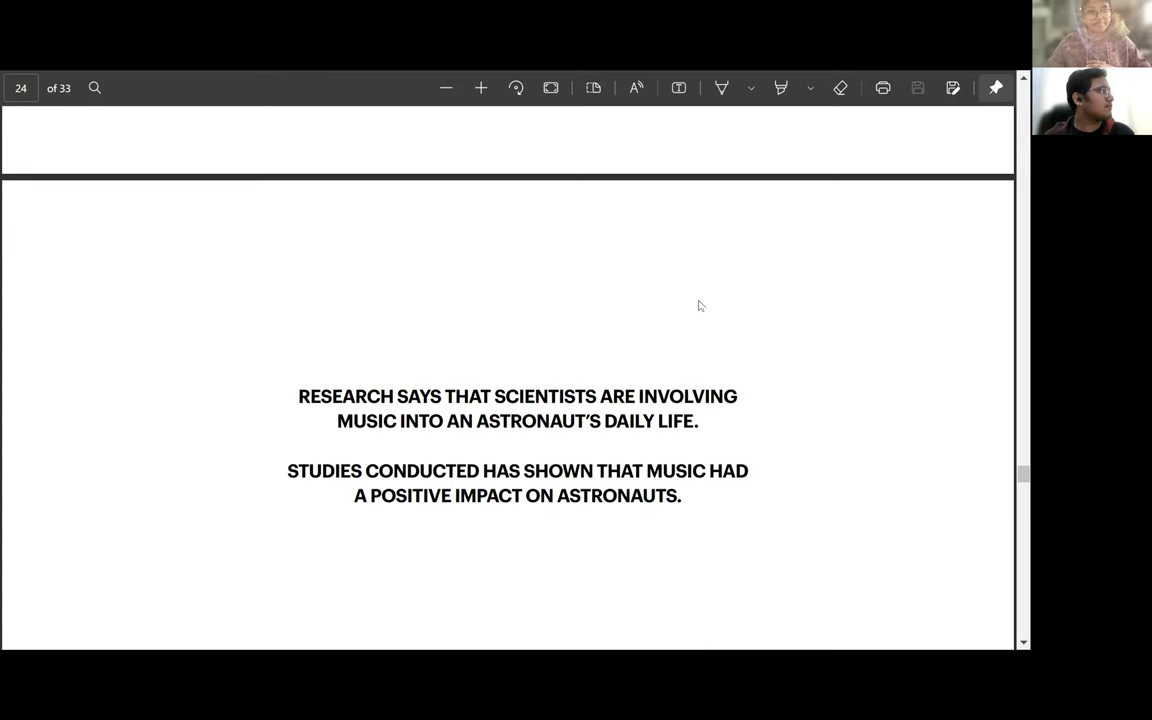 24 of 33
RESEARCH SAYS THAT SCIENTISTS ARE INVOLVING
MUSIC INTO AN ASTRONAUT’S DAILY LIFE.
STUDIES CONDUCTED HAS SHOWN THAT MUSIC HAD
A POSITIVE IMPACT ON ASTRONAUTS.